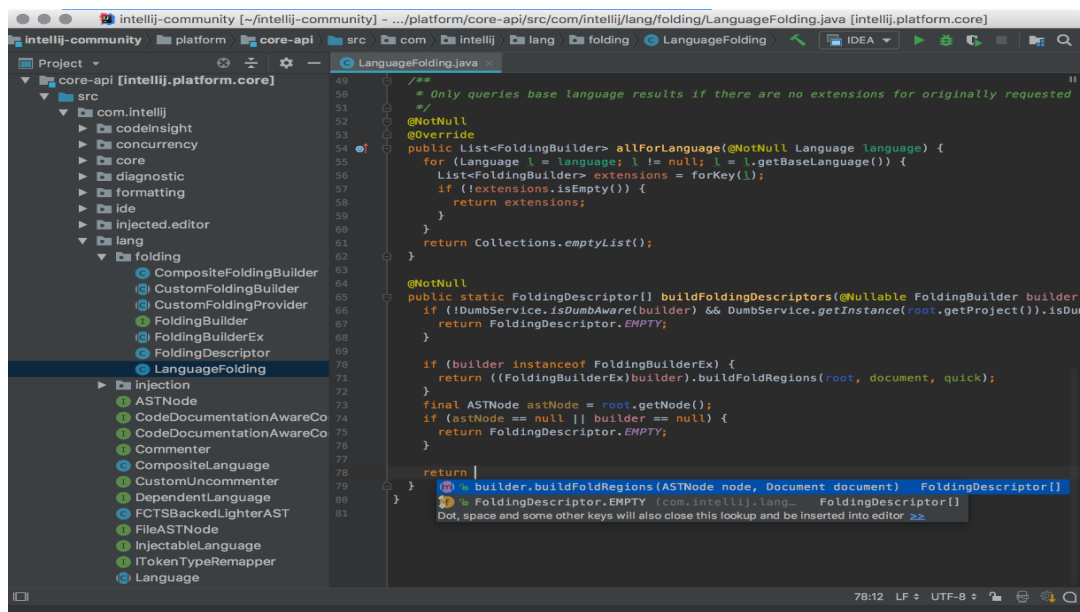 intellij-community [~/intellij-community] - .../platform/core-api/src/com/intellij/lang/folding/LanguageFolding.java [intellij.platform.core]
intellij-community platform core-api src com intellij lang folding LanguageFolding IDEA
Project
LanguageFolding.java
core-api [intellij.platform.core]
src
com.intellij
codeInsight
concurrency
core
diagnostic
formatting
ide
injected.editor
lang
folding
CompositeFoldingBuilder
CustomFoldingBuilder
CustomFoldingProvider
FoldingBuilder
FoldingBuilderEx
FoldingDescriptor
LanguageFolding
injection
ASTNode
CodeDocumentationAwareCo
CodeDocumentationAwareCo
Commenter
CompositeLanguage
CustomUncommenter
DependentLanguage
FCTSBackedLighterAST
FileASTNode
InjectableLanguage
ITokenTypeRemapper
Language
49 /**
50 * Only queries base language results if there are no extensions for originally requested
51 */
52 @NotNull
53 @Override
54 public List<FoldingBuilder> allForLanguage(@NotNull Language language) {
55 for (Language l = language; l != null; l = l.getBaseLanguage()) {
56 List<FoldingBuilder> extensions = forKey(l);
57 if (!extensions.isEmpty()) {
58 return extensions;
59 }
60 }
61 return Collections.emptyList();
62 }
63
64 @NotNull
65 public static FoldingDescriptor[] buildFoldingDescriptors(@Nullable FoldingBuilder builder
66 if (!DumbService.isDumbAware(builder) && DumbService.getInstance(root.getProject()).isDu
67 return FoldingDescriptor.EMPTY;
68 }
69
70 if (builder instanceof FoldingBuilderEx) {
71 return ((FoldingBuilderEx)builder).buildFoldRegions(root, document, quick);
72 }
73 final ASTNode astNode = root.getNode();
74 if (astNode == null || builder == null) {
75 return FoldingDescriptor.EMPTY;
76 }
77
78 return
79 }
80 }
81
builder.buildFoldRegions(ASTNode node, Document document) FoldingDescriptor[]
FoldingDescriptor.EMPTY (com.intellij.lang… FoldingDescriptor[]
Dot, space and some other keys will also close this lookup and be inserted into editor >>
78:12 LF UTF-8